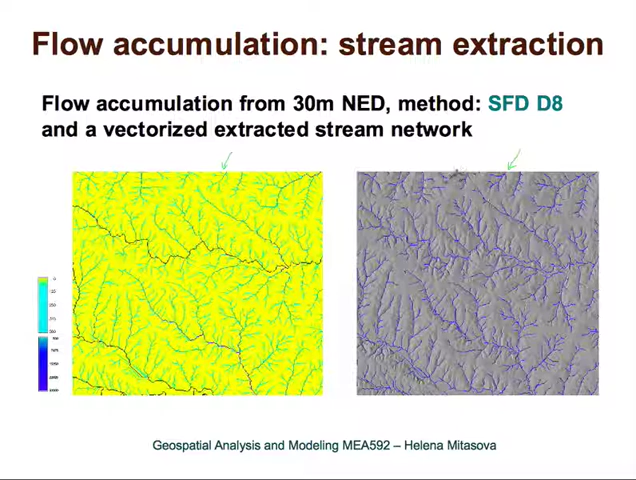 Flow accumulation: stream extraction
Flow accumulation from 30m NED, method: SFD D8
and a vectorized extracted stream network
Geospatial Analysis and Modeling MEA592 – Helena Mitasova